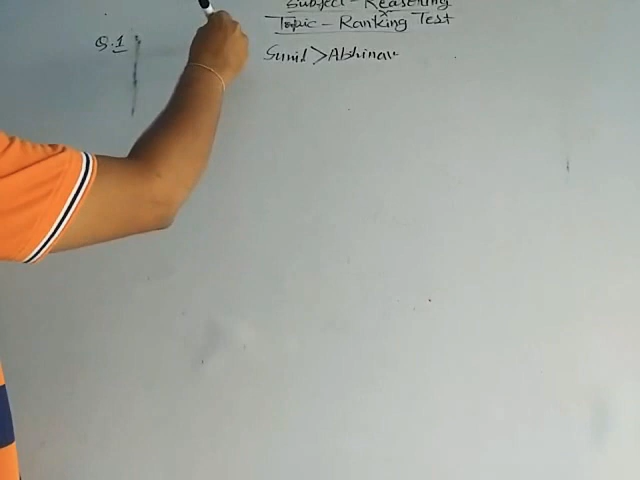 Subject - Reasoning
Topic - Ranking Test
Q.1
Sunil > Abhinav